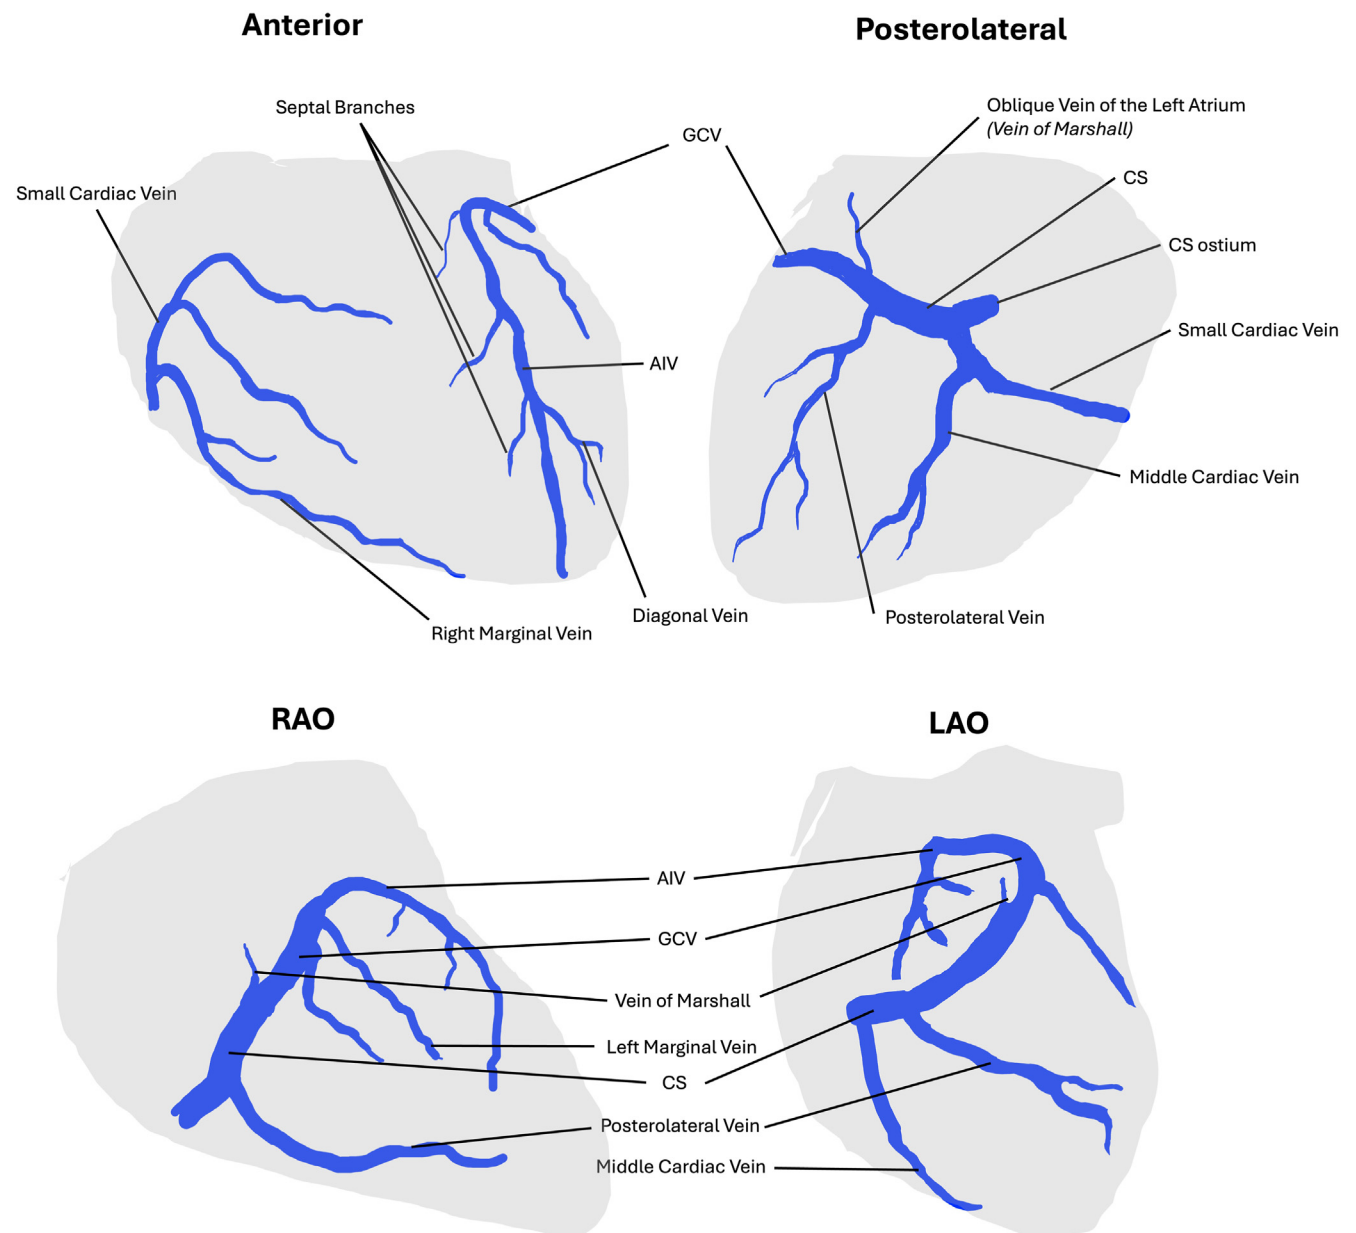 Anterior
Posterolateral
Septal Branches
GCV
Oblique Vein of the Left Atrium
(Vein of Marshall)
Small Cardiac Vein
CS
CS ostium
Small Cardiac Vein
AIV
Middle Cardiac Vein
Diagonal Vein
Posterolateral Vein
Right Marginal Vein
RAO
LAO
AIV
GCV
Vein of Marshall
Left Marginal Vein
CS
Posterolateral Vein
Middle Cardiac Vein